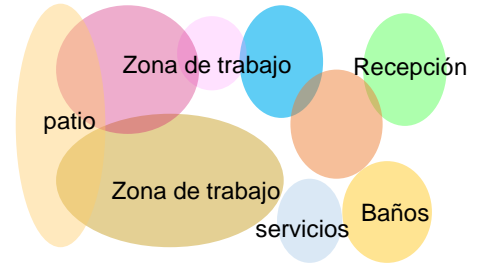 Zona de trabajo
Recepción
patio
Zona de trabajo
servicios
Baños